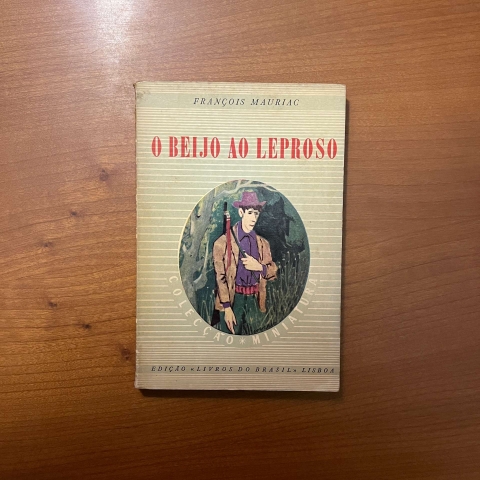 FRANÇOIS MAURIAC
O BEIJO AO LEPROSO
COLECÇÃO * MINIATURA
EDIÇÃO «LIVROS DO BRASIL» LISBOA